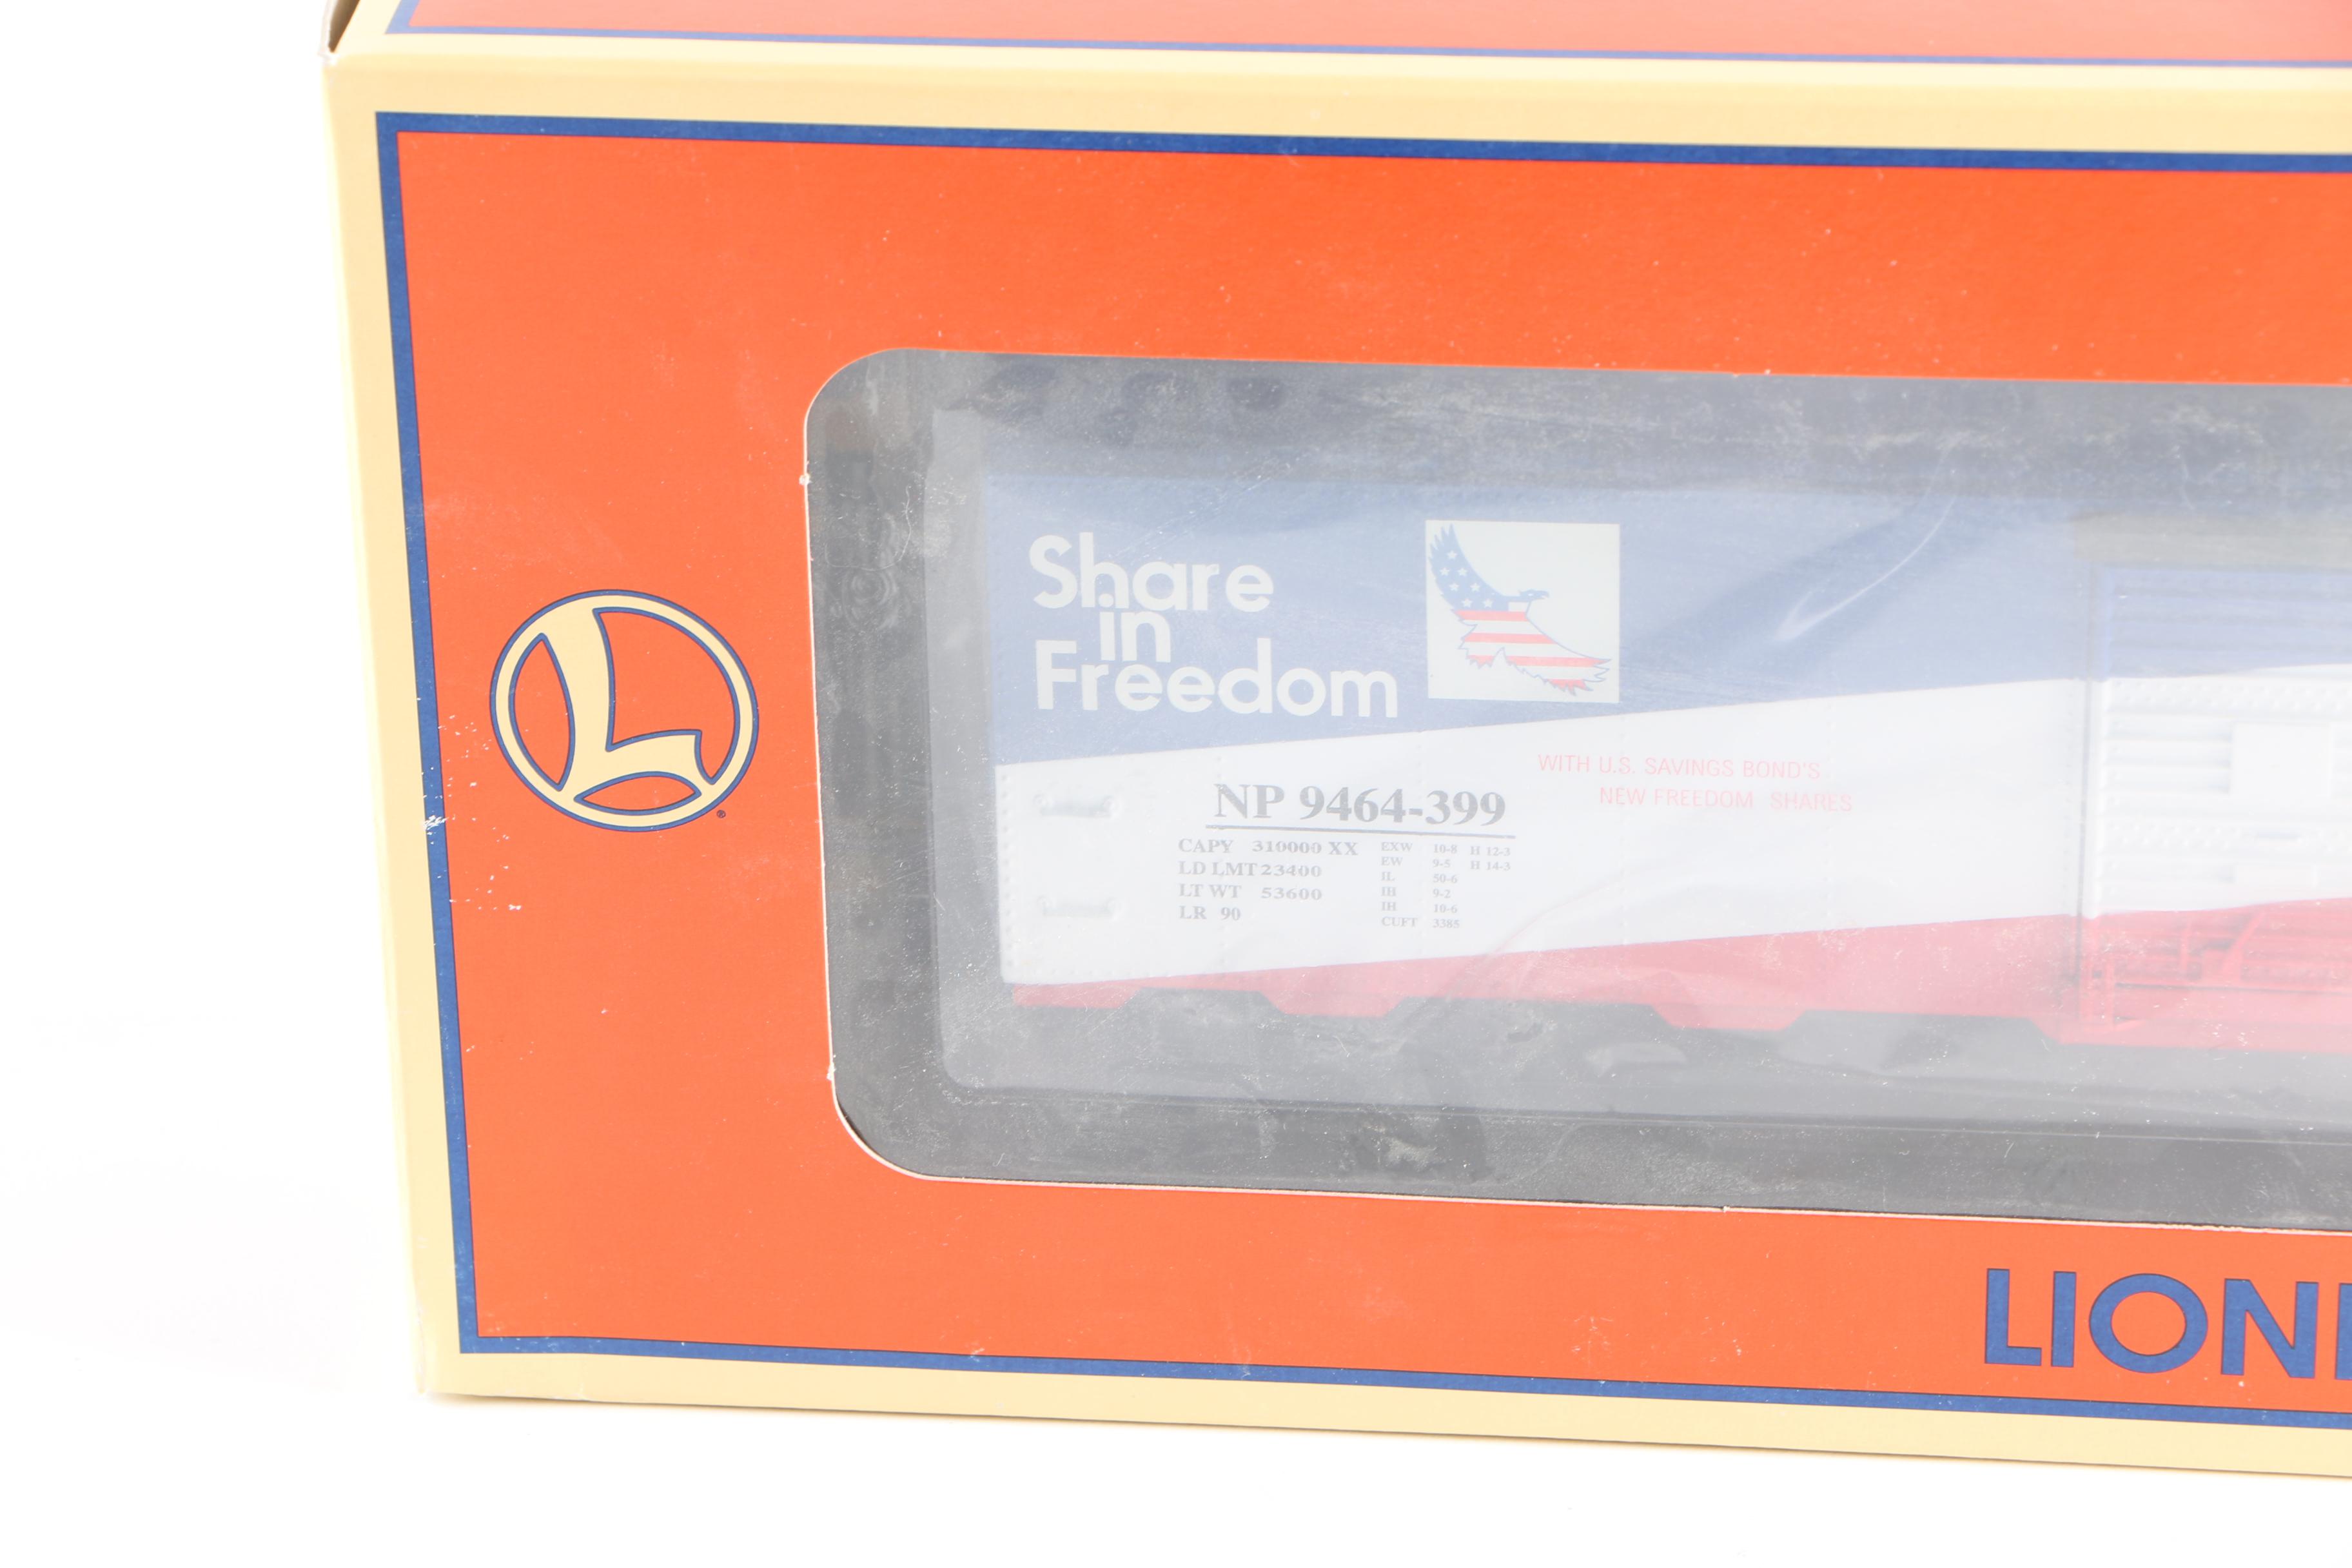 Share
in
Freedom
WITH U.S. SAVINGS BOND'S
NEW FREEDOM SHARES
NP 9464-399
CAPY 310000 XX
LD LMT 23400
LT WT 53600
LR 90
EXW 10-8 H 12-3
EW 9-5 H 14-3
IL 50-6
IH 9-2
IH 10-6
CUFT 3385
L
LION